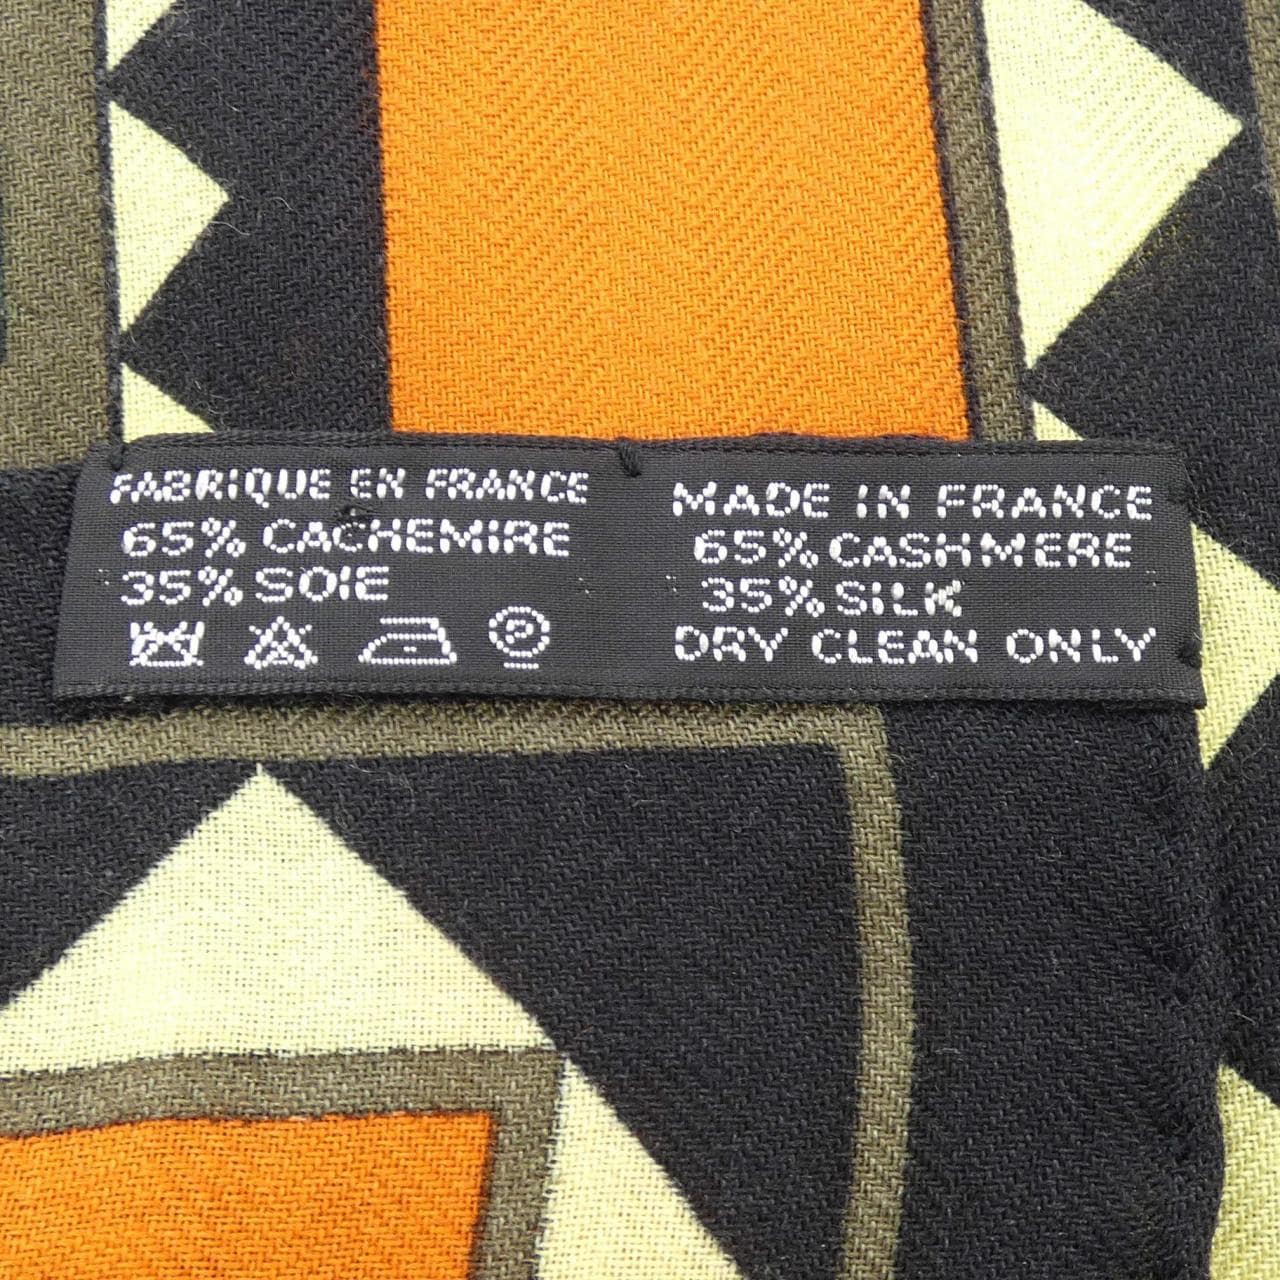 FABRIQUE EN FRANCE
65% CACHEMIRE
35% SOIE
P
MADE IN FRANCE
65% CASHMERE
35% SILK
DRY CLEAN ONLY